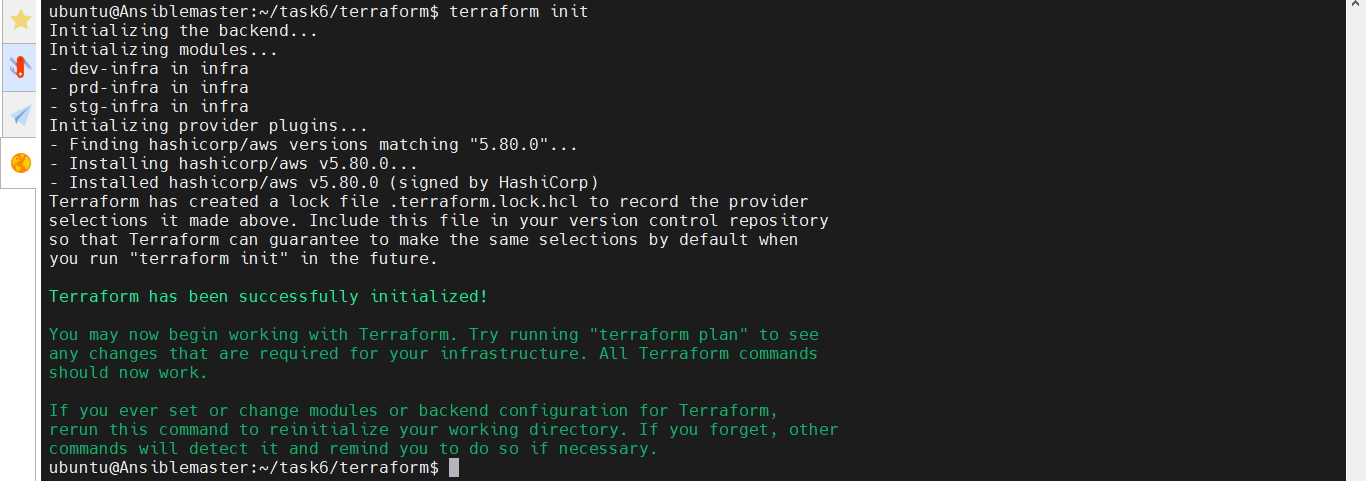 ubuntu@Ansiblemaster:~/task6/terraform$ terraform init
Initializing the backend...
Initializing modules...
- dev-infra in infra
- prd-infra in infra
- stg-infra in infra
Initializing provider plugins...
- Finding hashicorp/aws versions matching "5.80.0"...
- Installing hashicorp/aws v5.80.0...
- Installed hashicorp/aws v5.80.0 (signed by HashiCorp)
Terraform has created a lock file .terraform.lock.hcl to record the provider
selections it made above. Include this file in your version control repository
so that Terraform can guarantee to make the same selections by default when
you run "terraform init" in the future.
Terraform has been successfully initialized!
You may now begin working with Terraform. Try running "terraform plan" to see
any changes that are required for your infrastructure. All Terraform commands
should now work.
If you ever set or change modules or backend configuration for Terraform,
rerun this command to reinitialize your working directory. If you forget, other
commands will detect it and remind you to do so if necessary.
ubuntu@Ansiblemaster:~/task6/terraform$